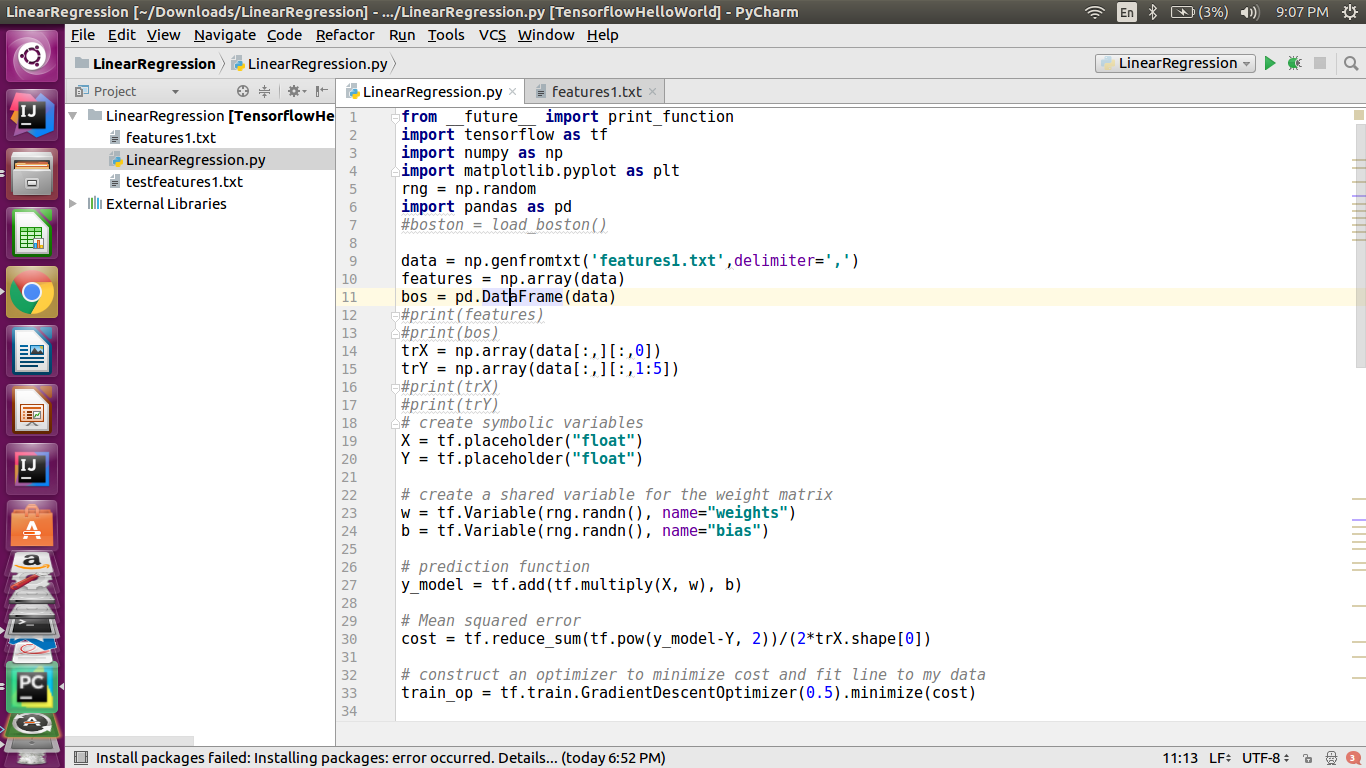 LinearRegression [~/Downloads/LinearRegression] - .../LinearRegression.py [TensorflowHelloWorld] - PyCharm
En
(3%)
9:07 PM
File Edit View Navigate Code Refactor Run Tools VCS Window Help
LinearRegression
LinearRegression.py
LinearRegression
Project
LinearRegression.py
features1.txt
LinearRegression [TensorflowHe
features1.txt
LinearRegression.py
testfeatures1.txt
External Libraries
1 from __future__ import print_function
2 import tensorflow as tf
3 import numpy as np
4 import matplotlib.pyplot as plt
5 rng = np.random
6 import pandas as pd
7 #boston = load_boston()
8
9 data = np.genfromtxt('features1.txt',delimiter=',')
10 features = np.array(data)
11 bos = pd.DataFrame(data)
12 #print(features)
13 #print(bos)
14 trX = np.array(data[:,][:,0])
15 trY = np.array(data[:,][:,1:5])
16 #print(trX)
17 #print(trY)
18 # create symbolic variables
19 X = tf.placeholder("float")
20 Y = tf.placeholder("float")
21
22 # create a shared variable for the weight matrix
23 w = tf.Variable(rng.randn(), name="weights")
24 b = tf.Variable(rng.randn(), name="bias")
25
26 # prediction function
27 y_model = tf.add(tf.multiply(X, w), b)
28
29 # Mean squared error
30 cost = tf.reduce_sum(tf.pow(y_model-Y, 2))/(2*trX.shape[0])
31
32 # construct an optimizer to minimize cost and fit line to my data
33 train_op = tf.train.GradientDescentOptimizer(0.5).minimize(cost)
34
IJ
IJ
A
a
PC
A
Install packages failed: Installing packages: error occurred. Details... (today 6:52 PM)
11:13 LF÷ UTF-8÷
3